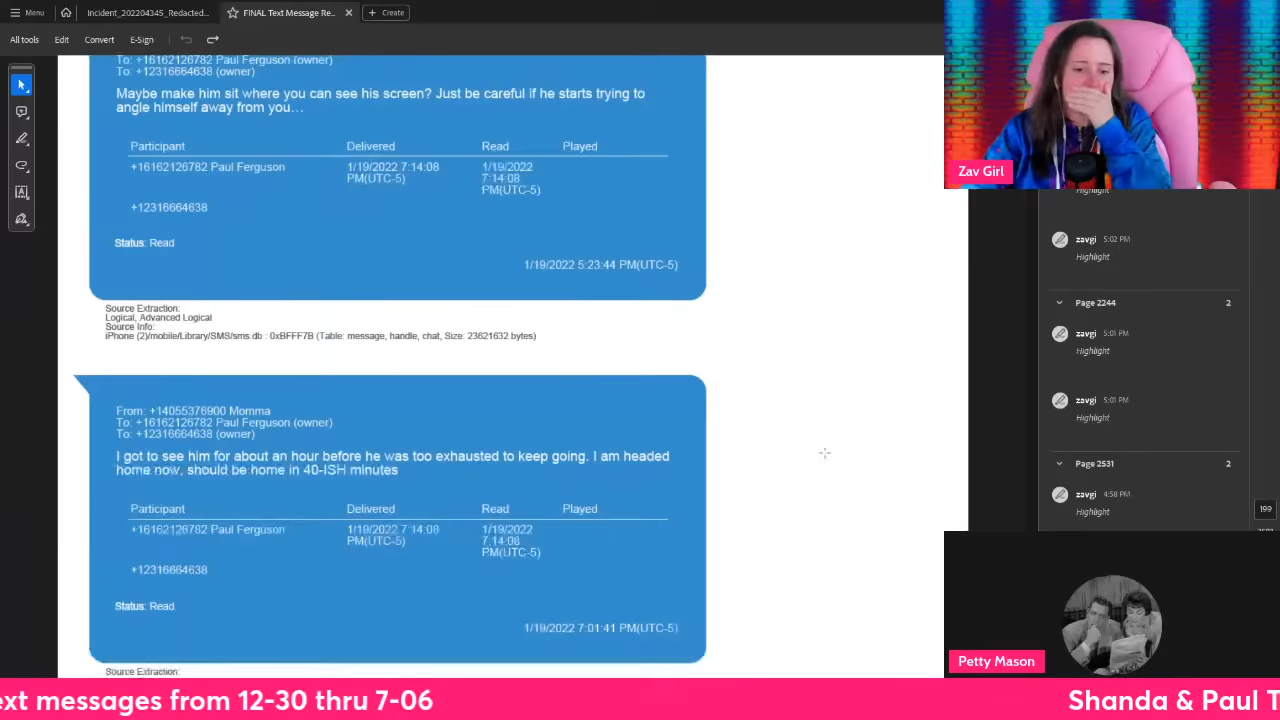 Menu
Incident_202204345_Redacted...
FINAL Text Message Re...
Create
All tools
Edit
Convert
E-Sign
To: +16162126782 Paul Ferguson (owner)
To: +12316664638 (owner)
Maybe make him sit where you can see his screen? Just be careful if he starts trying to
angle himself away from you…
Participant Delivered Read Played
+16162126782 Paul Ferguson 1/19/2022 7:14:08 1/19/2022
PM(UTC-5) 7:14:08
PM(UTC-5)
+12316664638
Status: Read
1/19/2022 5:23:44 PM(UTC-5)
Source Extraction:
Logical, Advanced Logical
Source Info:
iPhone (2)/mobile/Library/SMS/sms.db : 0xBFFF7B (Table: message, handle, chat, Size: 23621632 bytes)
From: +14055376900 Momma
To: +16162126782 Paul Ferguson (owner)
To: +12316664638 (owner)
I got to see him for about an hour before he was too exhausted to keep going. I am headed
home now, should be home in 40-ISH minutes
Participant Delivered Read Played
+16162126782 Paul Ferguson 1/19/2022 7:14:08 1/19/2022
PM(UTC-5) 7:14:08
PM(UTC-5)
+12316664638
Status: Read
1/19/2022 7:01:41 PM(UTC-5)
Source Extraction:
Zav Girl
Highlight
zavgi 5:02 PM
Highlight
Page 2244 2
zavgi 5:01 PM
Highlight
zavgi 5:01 PM
Highlight
Page 2531 2
zavgi 4:58 PM
Highlight
199
Petty Mason
ext messages from 12-30 thru 7-06
Shanda & Paul T